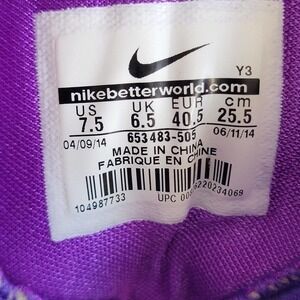 Y3
nikebetterworld.com
US UK EUR cm
7.5 6.5 40.5 25.5
04/09/14 653483-505 06/11/14
MADE IN CHINA
FABRIQUE EN CHINE
104987733 UPC